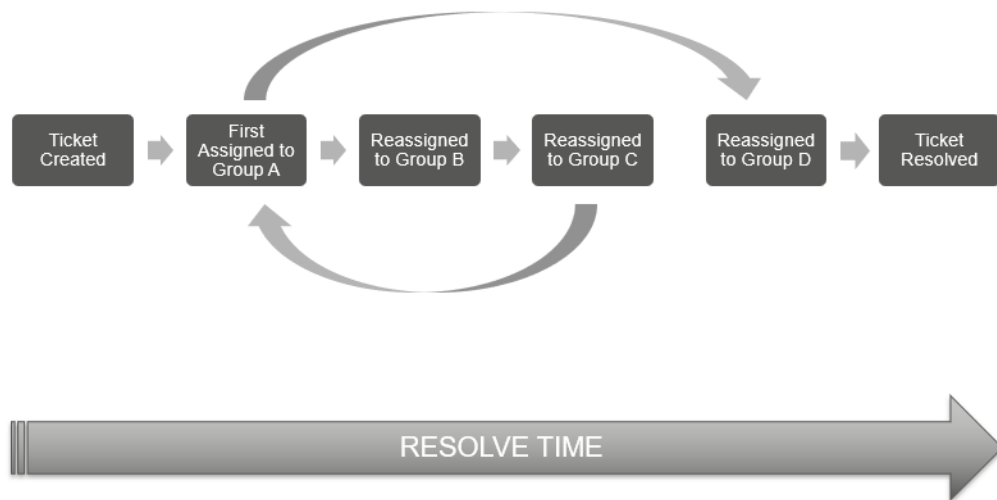 Ticket
Created
First
Assigned to
Group A
Reassigned
to Group B
Reassigned
to Group C
Reassigned
to Group D
Ticket
Resolved
RESOLVE TIME